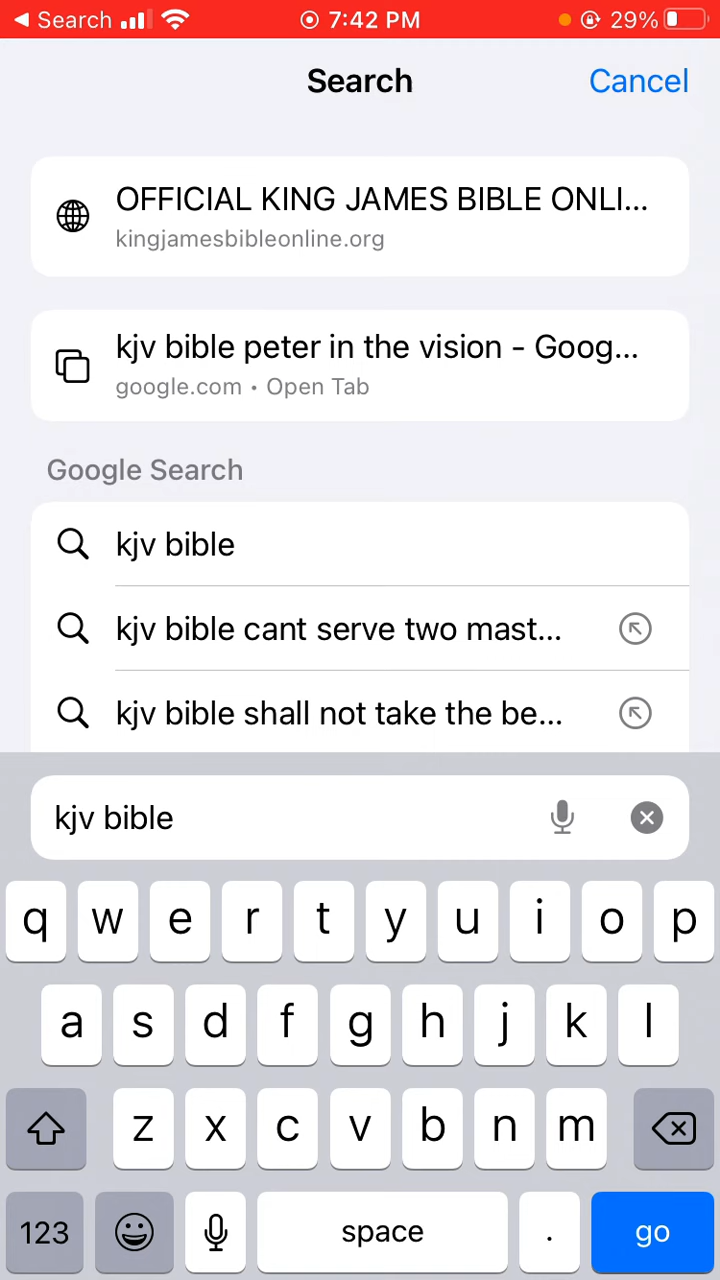 Search 7:42 PM 29%
Search Cancel
OFFICIAL KING JAMES BIBLE ONLI...
kingjamesbibleonline.org
kjv bible peter in the vision - Goog...
google.com • Open Tab
Google Search
kjv bible
kjv bible cant serve two mast...
kjv bible shall not take the be...
kjv bible
q w e r t y u i o p
a s d f g h j k l
z x c v b n m
123 space . go